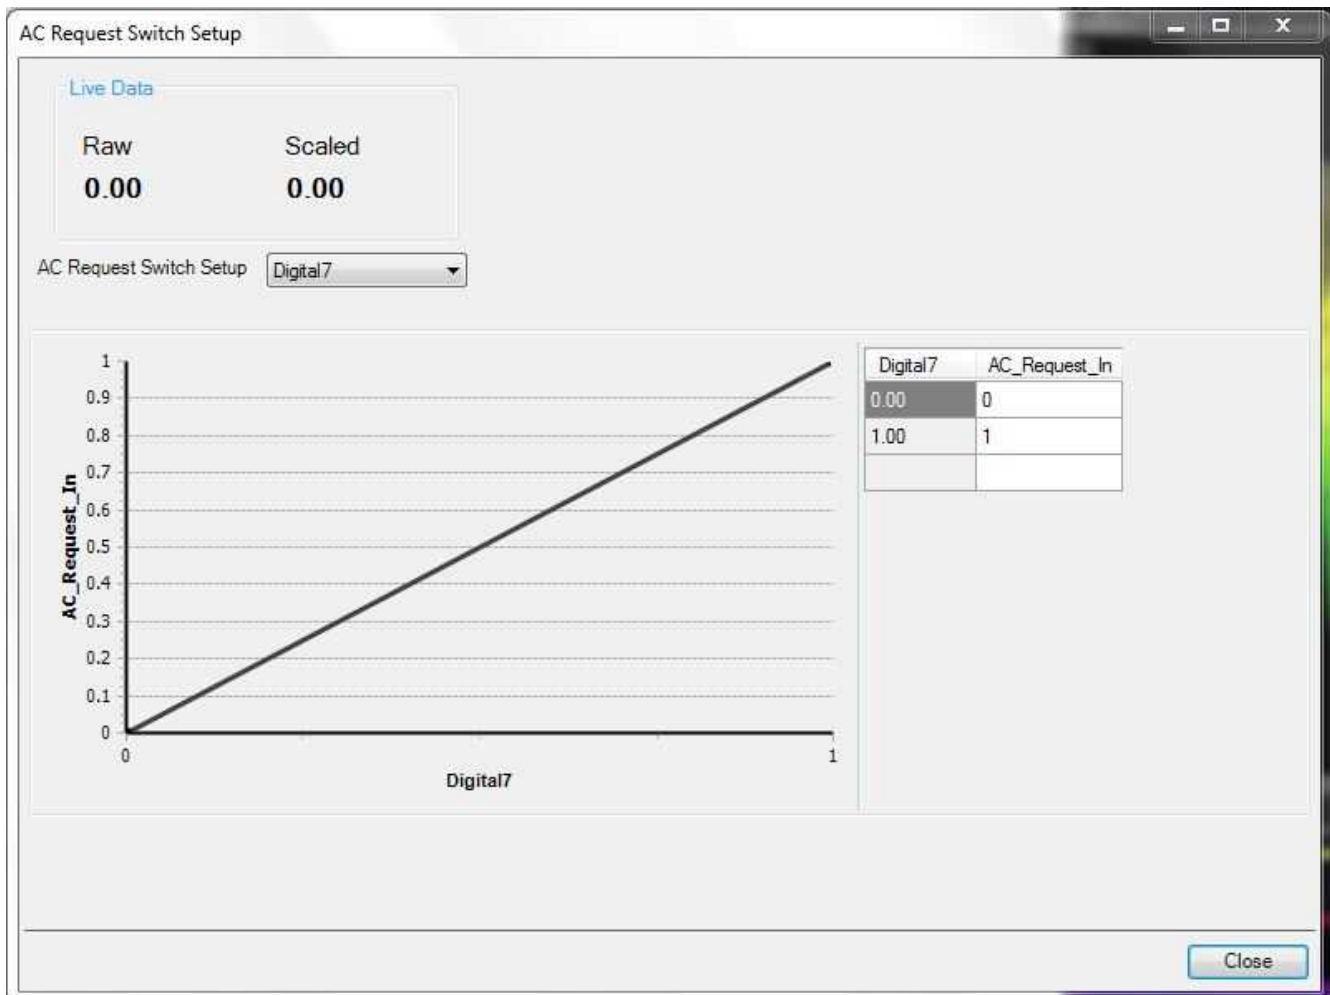 AC Request Switch Setup
Live Data
Raw Scaled
0.00 0.00
AC Request Switch Setup Digital7
AC_Request_In
1
0.9
0.8
0.7
0.6
0.5
0.4
0.3
0.2
0.1
0
0 1
Digital7
Digital7 AC_Request_In
0.00 0
1.00 1
Close